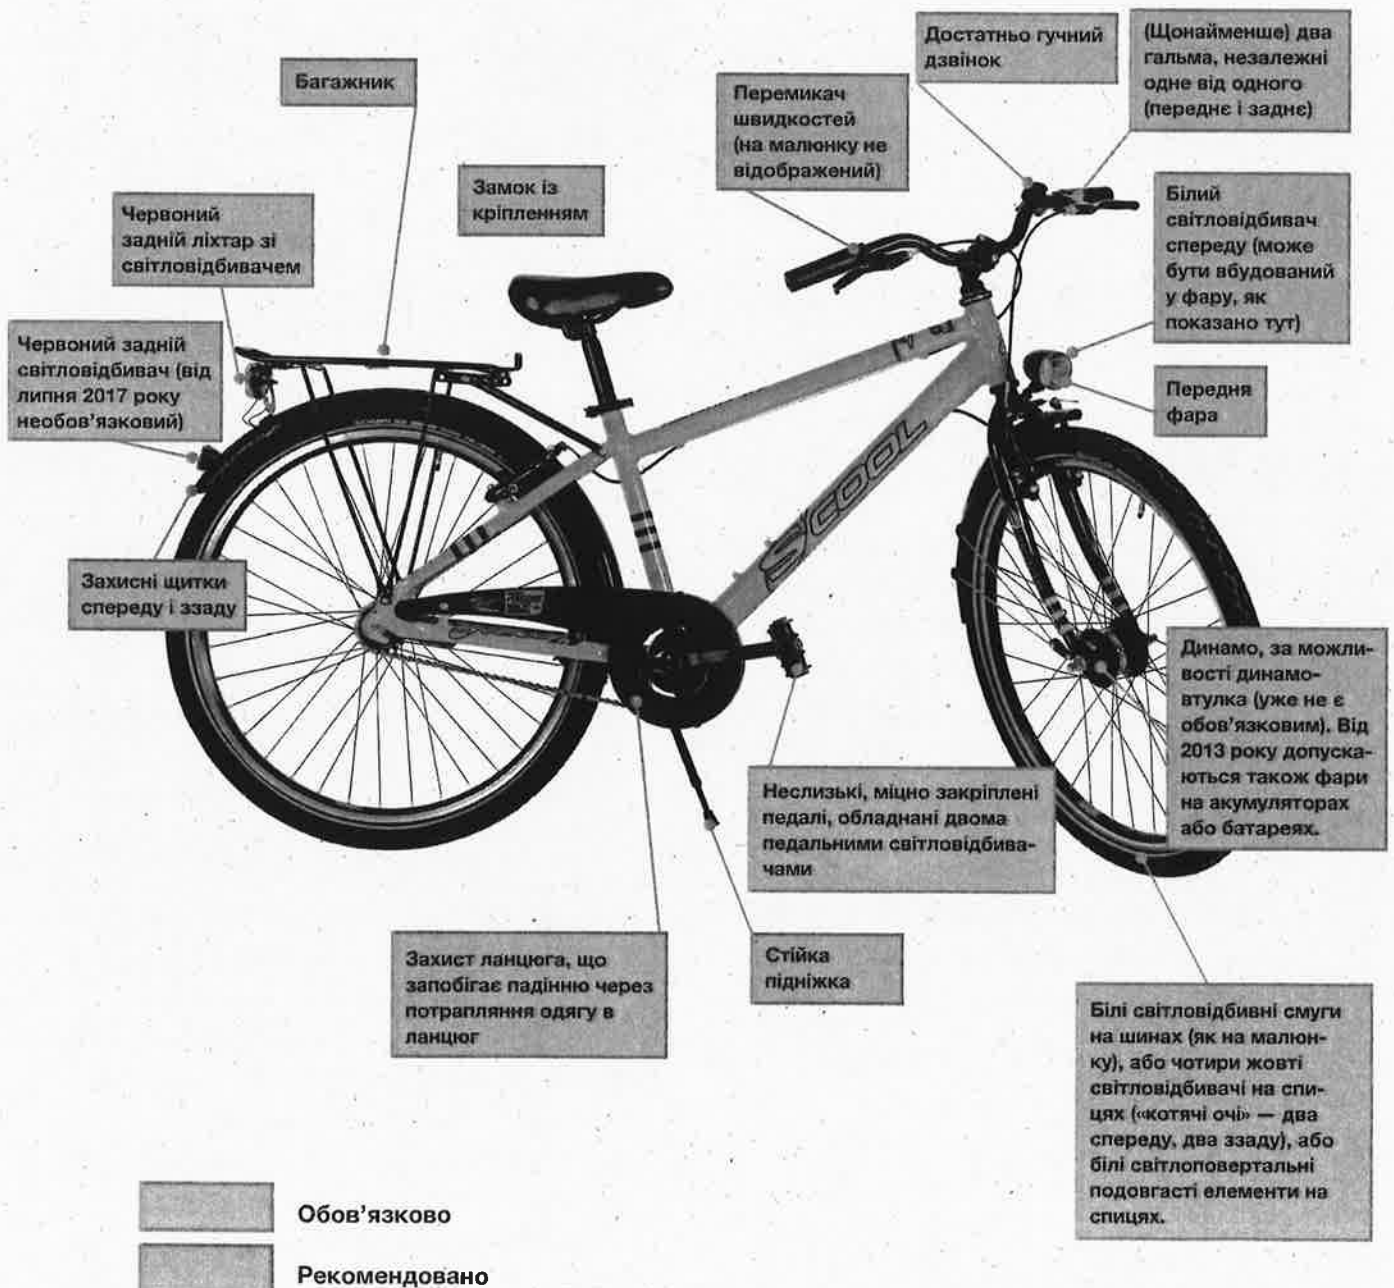 Достатньо гучний
дзвінок
(Щонайменше) два
гальма, незалежні
одне від одного
(переднє і заднє)
Багажник
Перемикач
швидкостей
(на малюнку не
відображений)
Замок із
кріпленням
Червоний
задній ліхтар зі
світловідбивачем
Білий
світловідбивач
спереду (може
бути вбудований
у фару, як
показано тут)
Червоний задній
світловідбивач (від
липня 2017 року
необов’язковий)
Передня
фара
S’COOL
Захисні щитки
спереду і ззаду
Динамо, за можли-
вості динамо-
втулка (уже не є
обов’язковим). Від
2013 року допуска-
ються також фари
на акумуляторах
або батареях.
Неслизькі, міцно закріплені
педалі, обладнані двома
педальними світловідбива-
чами
Захист ланцюга, що
запобігає падінню через
потрапляння одягу в
ланцюг
Стійка
підніжка
Білі світловідбивні смуги
на шинах (як на малюн-
ку), або чотири жовті
світловідбивачі на спи-
цях («котячі очі» — два
спереду, два ззаду), або
білі світлоповертальні
подовгасті елементи на
спицях.
Обов’язково
Рекомендовано